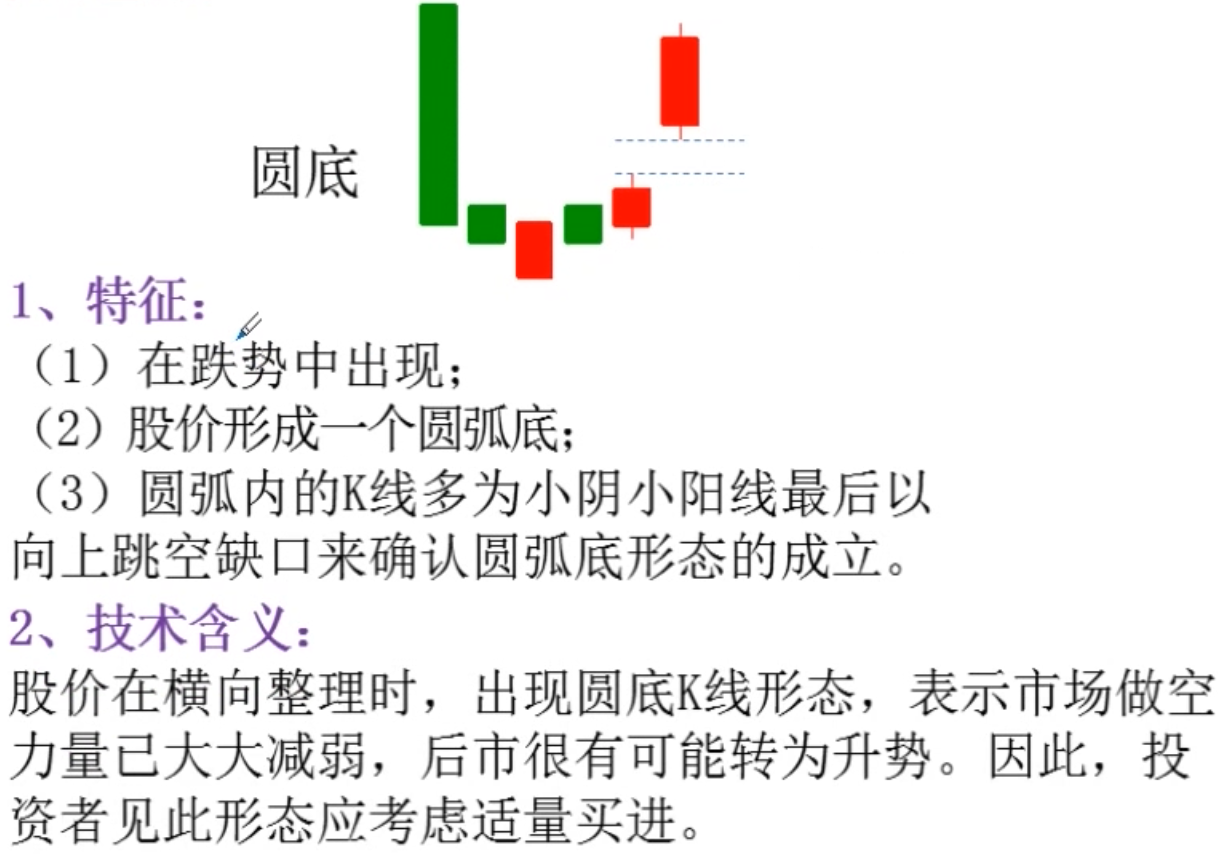 圆底
1、特征：
（1）在跌势中出现；
（2）股价形成一个圆弧底；
（3）圆弧内的K线多为小阴小阳线最后以
向上跳空缺口来确认圆弧底形态的成立。
2、技术含义：
股价在横向整理时，出现圆底K线形态，表示市场做空
力量已大大减弱，后市很有可能转为升势。因此，投
资者见此形态应考虑适量买进。